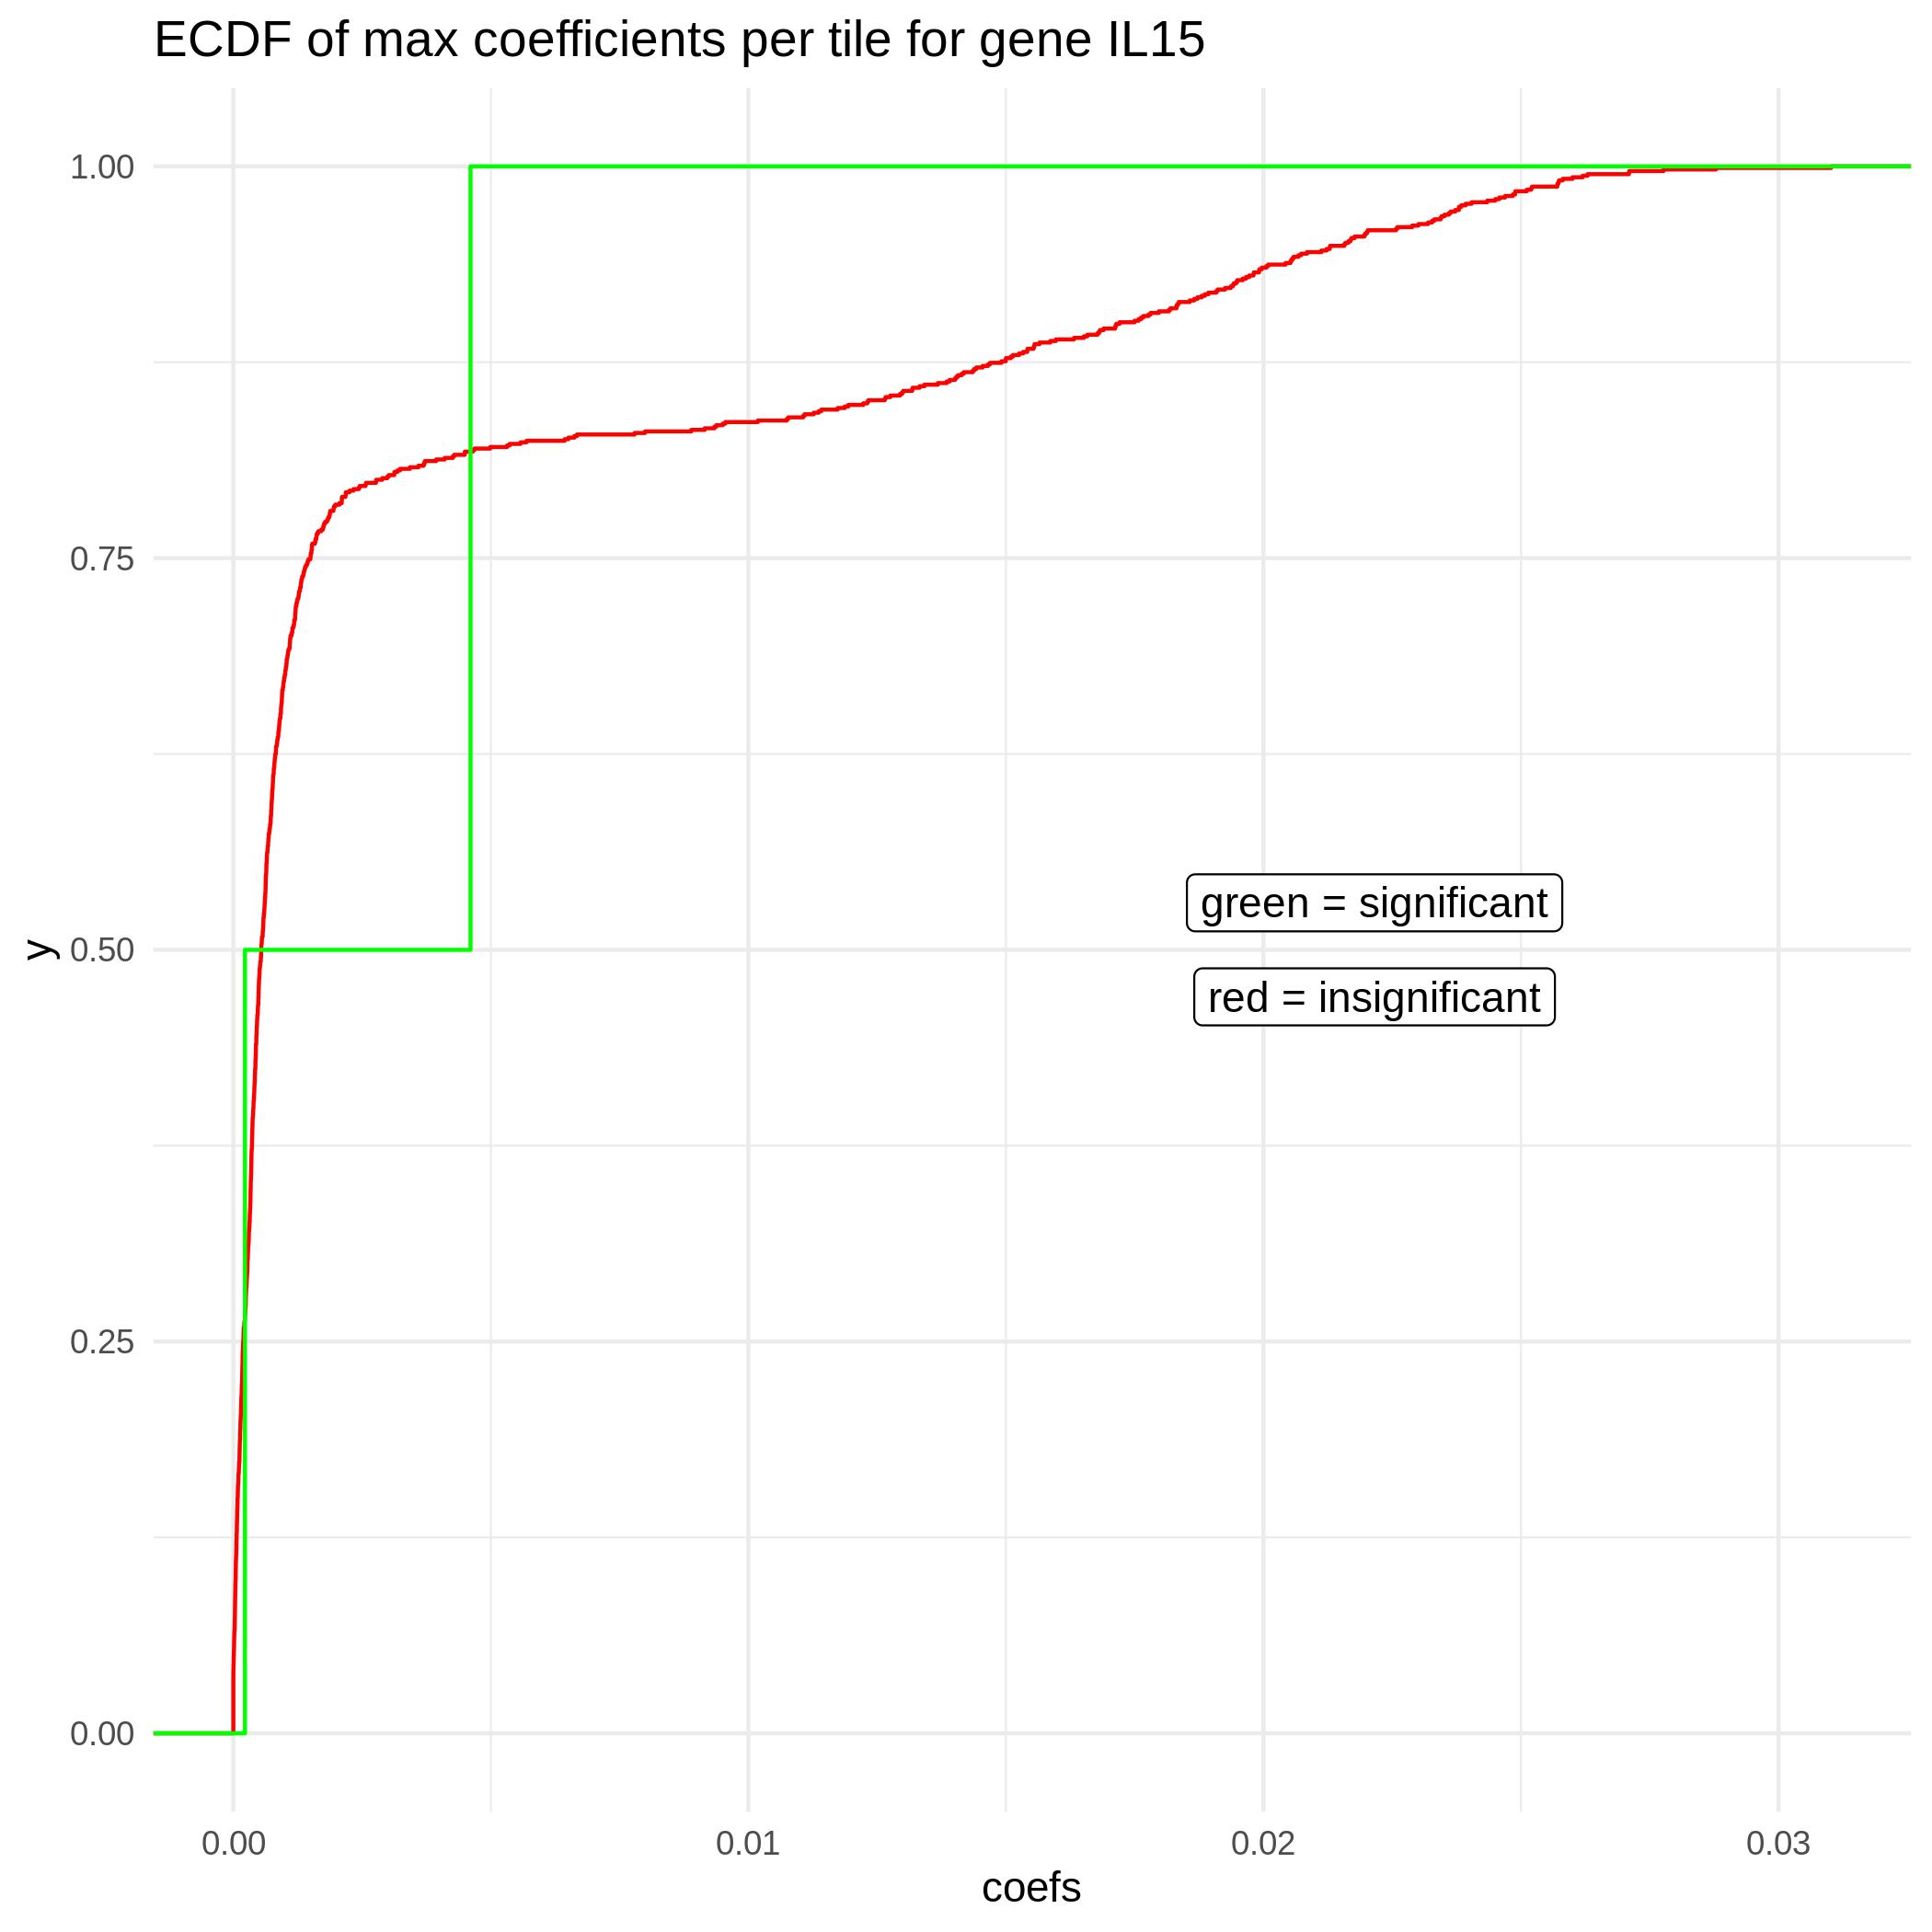 ECDF of max coefficients per tile for gene IL15
1.00
0.75
0.50
0.25
0.00
y
green = significant
red = insignificant
0.00 0.01 0.02 0.03
coefs